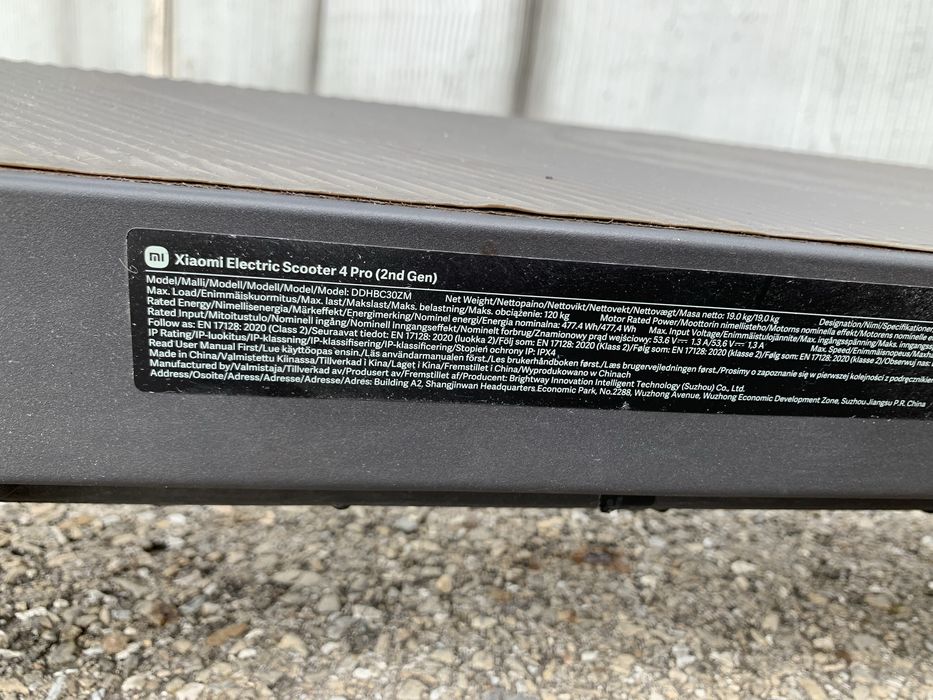 mi Xiaomi Electric Scooter 4 Pro (2nd Gen)
Model/Malli/Modell/Modell/Model/Model: DDHBC30ZM Net Weight/Nettopaino/Nettovikt/Nettovekt/Nettovægt/Masa netto: 19.0 kg/19,0 kg Designation/Nimi/Specifikationer
Max. Load/Enimmäiskuormitus/Max. last/Makslast/Maks. belastning/Maks. obciążenie: 120 kg Motor Rated Power/Moottorin nimellisteho/Motorns nominella effekt/Motorens nominelle
Rated Energy/Nimellisenergia/Märkeffekt/Energimerking/Nominel energi/Energia nominalna: 477.4 Wh/477,4 Wh Max. Input Voltage/Enimmäistulojännite/Max. ingångsspänning/Maks.
Rated Input/Mitoitustulo/Nominell ingång/Nominell Inngangseffekt/Nominelt forbrug/Znamionowy prąd wejściowy: 53.6 V⎓ 1.3 A/53,6 V⎓ 1,3 A Max. Speed/Enimmäisnopeus/
Follow as: EN 17128: 2020 (Class 2)/Seuraavat tiedot: EN 17128: 2020 (luokka 2)/Följ som: EN 17128: 2020 (Class 2)/Følg som: EN 17128: 2020 (klasse 2)/Følg som: EN 17128: 2020 (klasse 2)/Obserwuj
IP Rating/IP-luokitus/IP-klassning/IP-klassifisering/IP-klassificering/Stopień ochrony IP: IPX4
Read User Manual First/Lue käyttöopas ensin./Läs användarmanualen först./Les brukerhåndboken først./Læs brugervejledningen først./Prosimy o zapoznanie się w pierwszej kolejności z podręcznikiem
Made in China/Valmistettu Kiinassa/Tillverkad i Kina/Laget i Kina/Fremstillet i China/Wyprodukowano w Chinach
Manufactured by/Valmistaja/Tillverkad av/Produsert av/Fremstillet af/Producent: Brightway Innovation Intelligent Technology (Suzhou) Co., Ltd.
Address/Osoite/Adress/Adresse/Adresse/Adres: Building A2, Shangjinwan Headquarters Economic Park, No.2288, Wuzhong Avenue, Wuzhong Economic Development Zone, Suzhou Jiangsu P.R. China